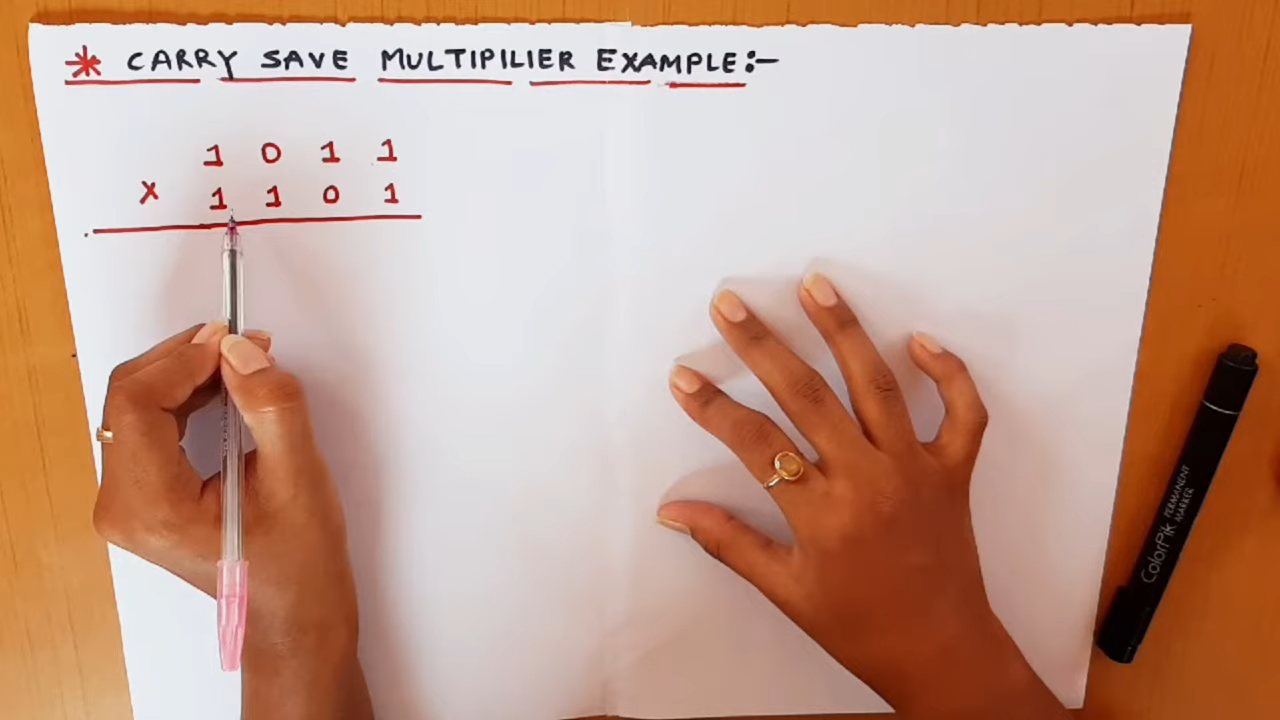 * CARRY SAVE MULTIPILIER EXAMPLE:-
1 0 1 1
x 1 1 0 1
ColorPik PERMANENT MARKER